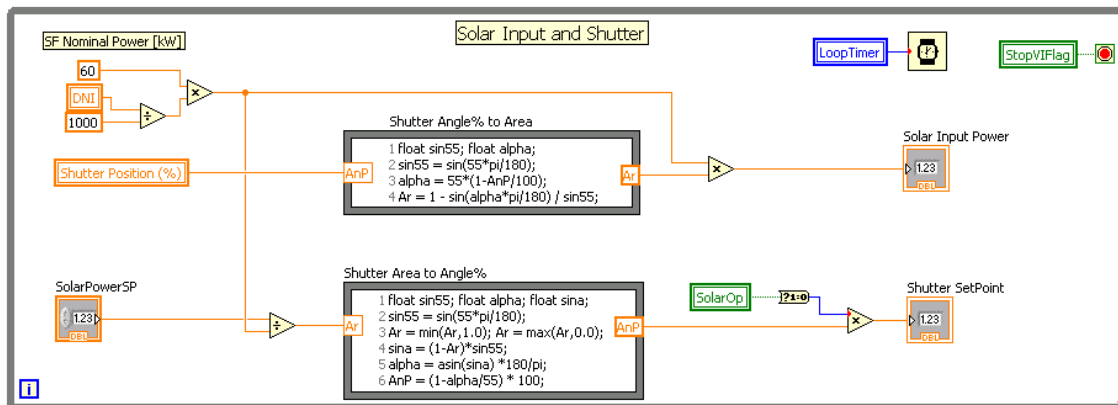 Solar Input and Shutter
SF Nominal Power [kW]
60
DNI
1000
×
÷
LoopTimer
StopVIFlag
Shutter Angle% to Area
Shutter Position (%)
AnP
1 float sin55; float alpha;
2 sin55 = sin(55*pi/180);
3 alpha = 55*(1-AnP/100);
4 Ar = 1 - sin(alpha*pi/180) / sin55;
Ar
×
Solar Input Power
1.23
DBL
Shutter Area to Angle%
SolarPowerSP
1.23
DBL
÷
Ar
1 float sin55; float alpha; float sina;
2 sin55 = sin(55*pi/180);
3 Ar = min(Ar,1.0); Ar = max(Ar,0.0);
4 sina = (1-Ar)*sin55;
5 alpha = asin(sina) *180/pi;
6 AnP = (1-alpha/55) * 100;
AnP
SolarOp
?1:0
×
Shutter SetPoint
1.23
DBL
i